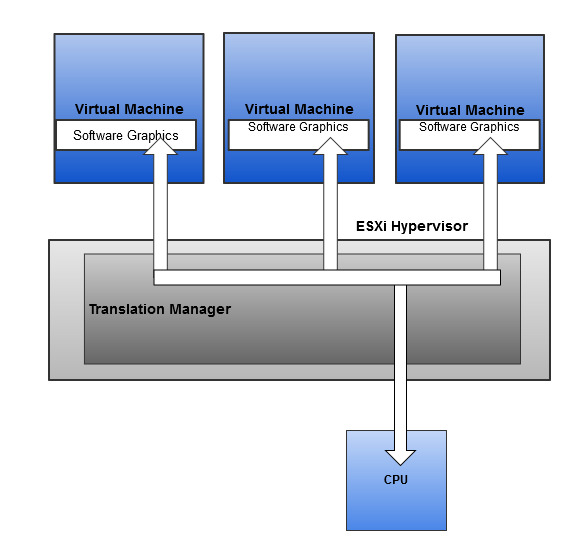 Virtual Machine
Software Graphics
Virtual Machine
Software Graphics
Virtual Machine
Software Graphics
ESXi Hypervisor
Translation Manager
CPU